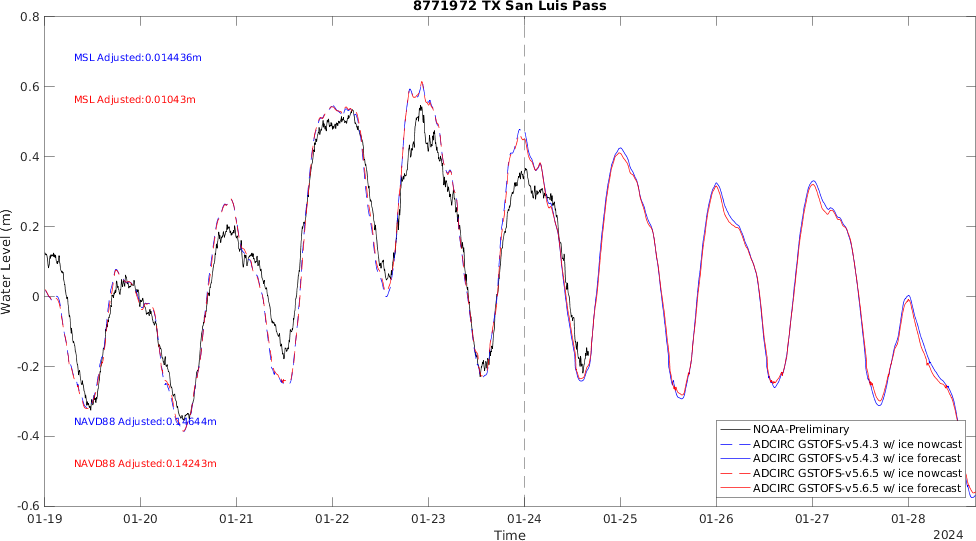 8771972 TX San Luis Pass
0.8
MSL Adjusted:0.014436m
0.6
MSL Adjusted:0.01043m
0.4
0.2
Water Level (m)
0
-0.2
NAVD88 Adjusted:0.14644m
-0.4
NAVD88 Adjusted:0.14243m
-0.6
NOAA-Preliminary
ADCIRC GSTOFS-v5.4.3 w/ ice nowcast
ADCIRC GSTOFS-v5.4.3 w/ ice forecast
ADCIRC GSTOFS-v5.6.5 w/ ice nowcast
ADCIRC GSTOFS-v5.6.5 w/ ice forecast
01-19 01-20 01-21 01-22 01-23 01-24 01-25 01-26 01-27 01-28
Time
2024